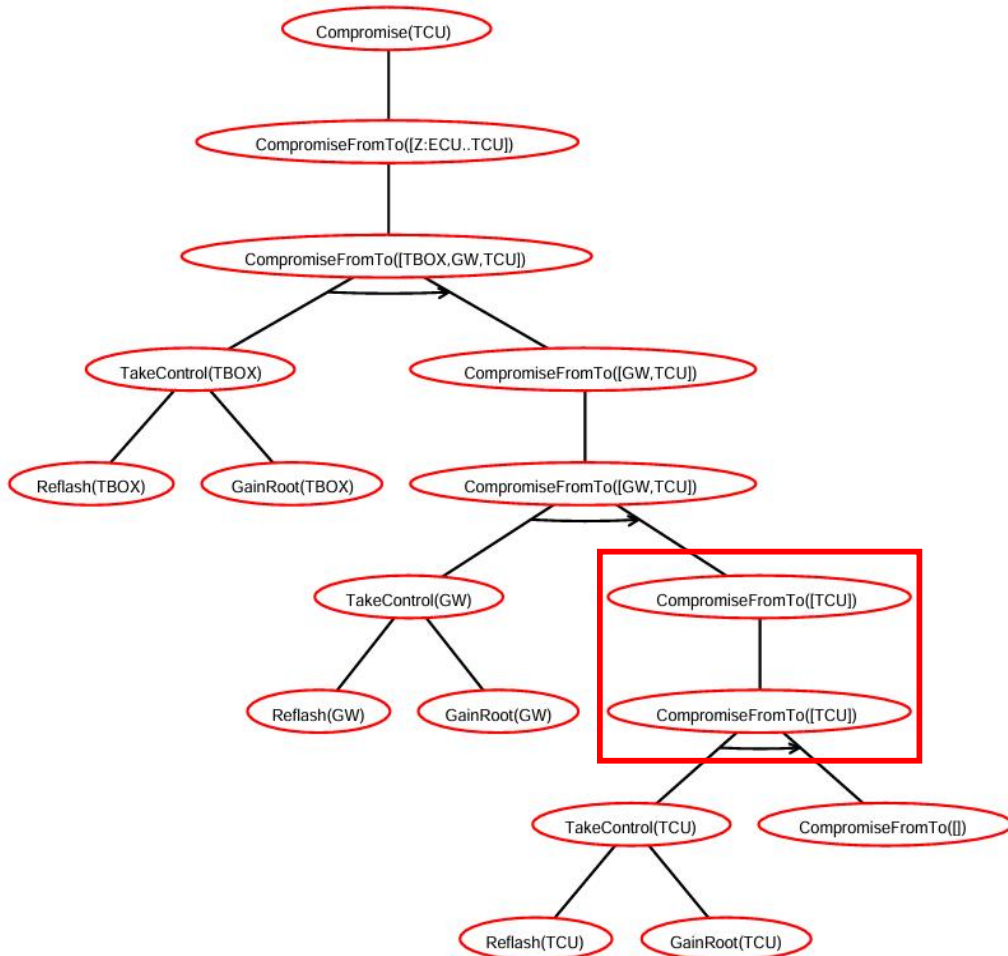 Compromise(TCU)
CompromiseFromTo([Z:ECU..TCU])
CompromiseFromTo([TBOX,GW,TCU])
TakeControl(TBOX)
CompromiseFromTo([GW,TCU])
Reflash(TBOX)
GainRoot(TBOX)
CompromiseFromTo([GW,TCU])
TakeControl(GW)
CompromiseFromTo([TCU])
Reflash(GW)
GainRoot(GW)
CompromiseFromTo([TCU])
TakeControl(TCU)
CompromiseFromTo([])
Reflash(TCU)
GainRoot(TCU)